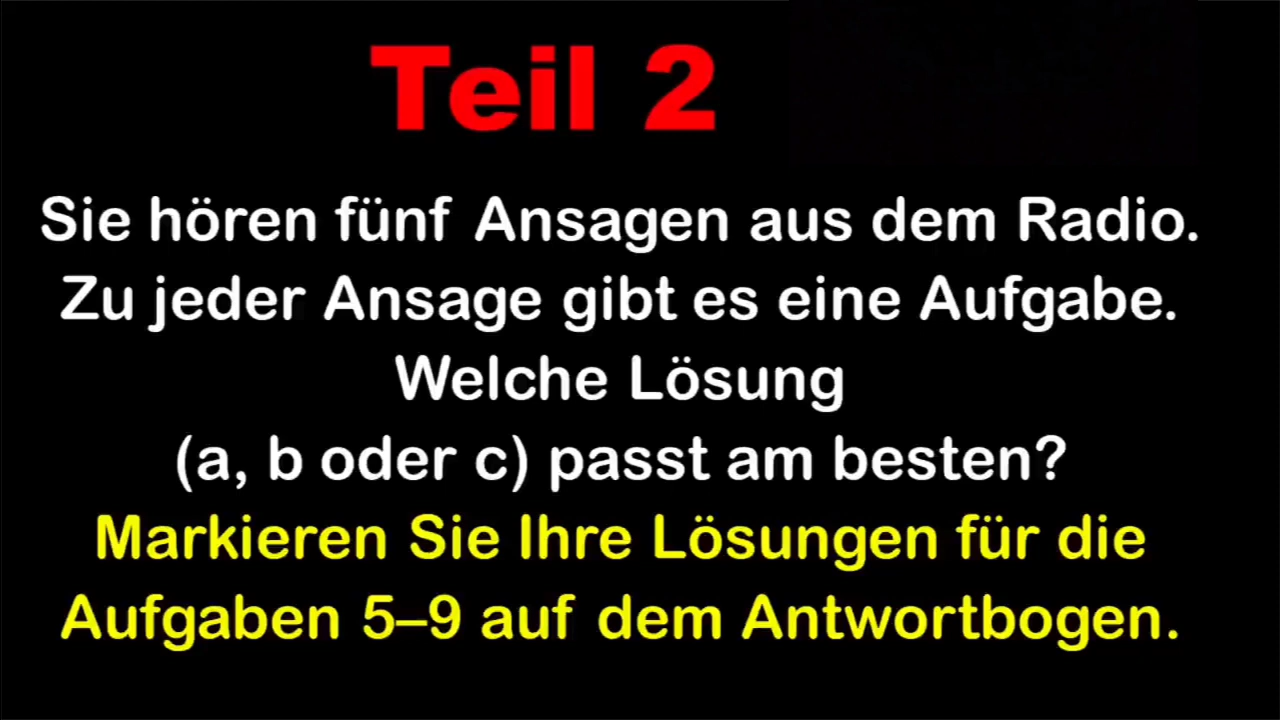 Teil 2
Sie hören fünf Ansagen aus dem Radio.
Zu jeder Ansage gibt es eine Aufgabe.
Welche Lösung
(a, b oder c) passt am besten?
Markieren Sie Ihre Lösungen für die
Aufgaben 5–9 auf dem Antwortbogen.